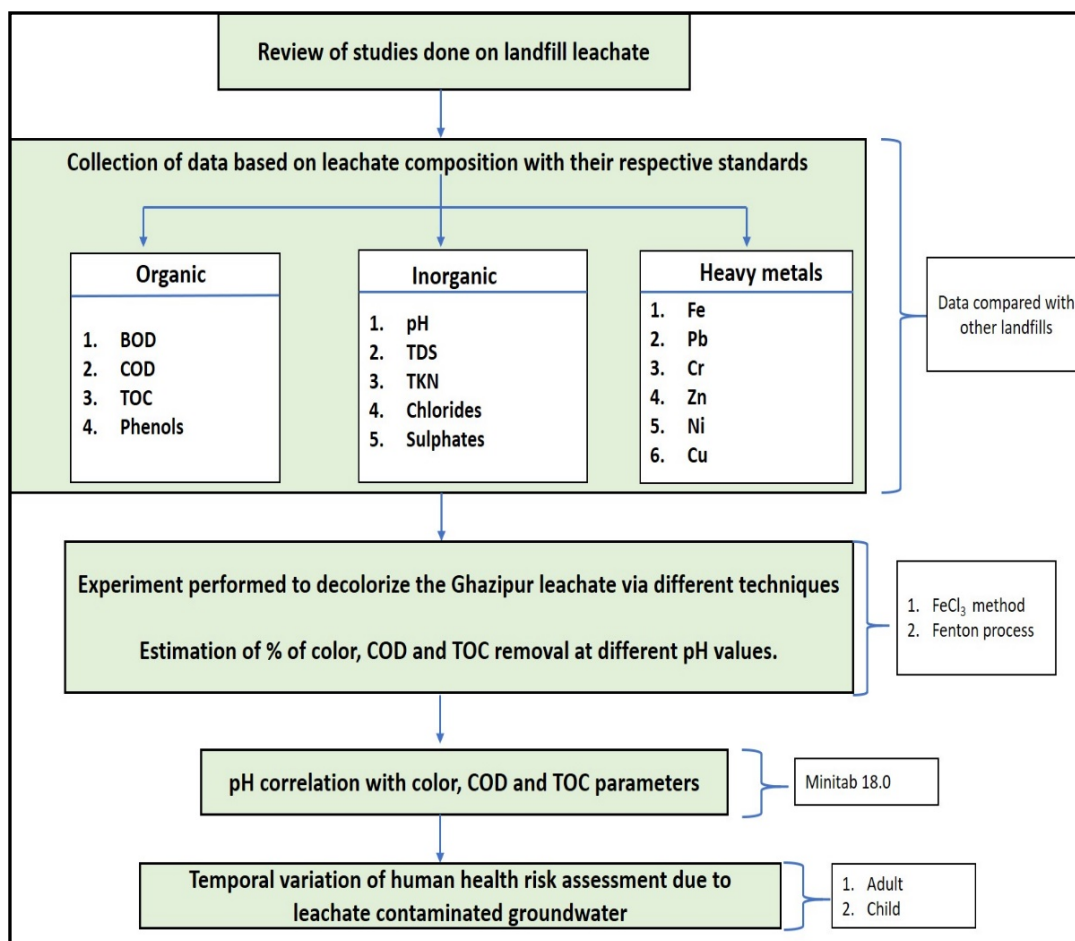 Review of studies done on landfill leachate
Collection of data based on leachate composition with their respective standards
Organic
1. BOD
2. COD
3. TOC
4. Phenols
Inorganic
1. pH
2. TDS
3. TKN
4. Chlorides
5. Sulphates
Heavy metals
1. Fe
2. Pb
3. Cr
4. Zn
5. Ni
6. Cu
Data compared with
other landfills
Experiment performed to decolorize the Ghazipur leachate via different techniques
Estimation of % of color, COD and TOC removal at different pH values.
1. FeCl₃ method
2. Fenton process
pH correlation with color, COD and TOC parameters
Minitab 18.0
Temporal variation of human health risk assessment due to
leachate contaminated groundwater
1. Adult
2. Child